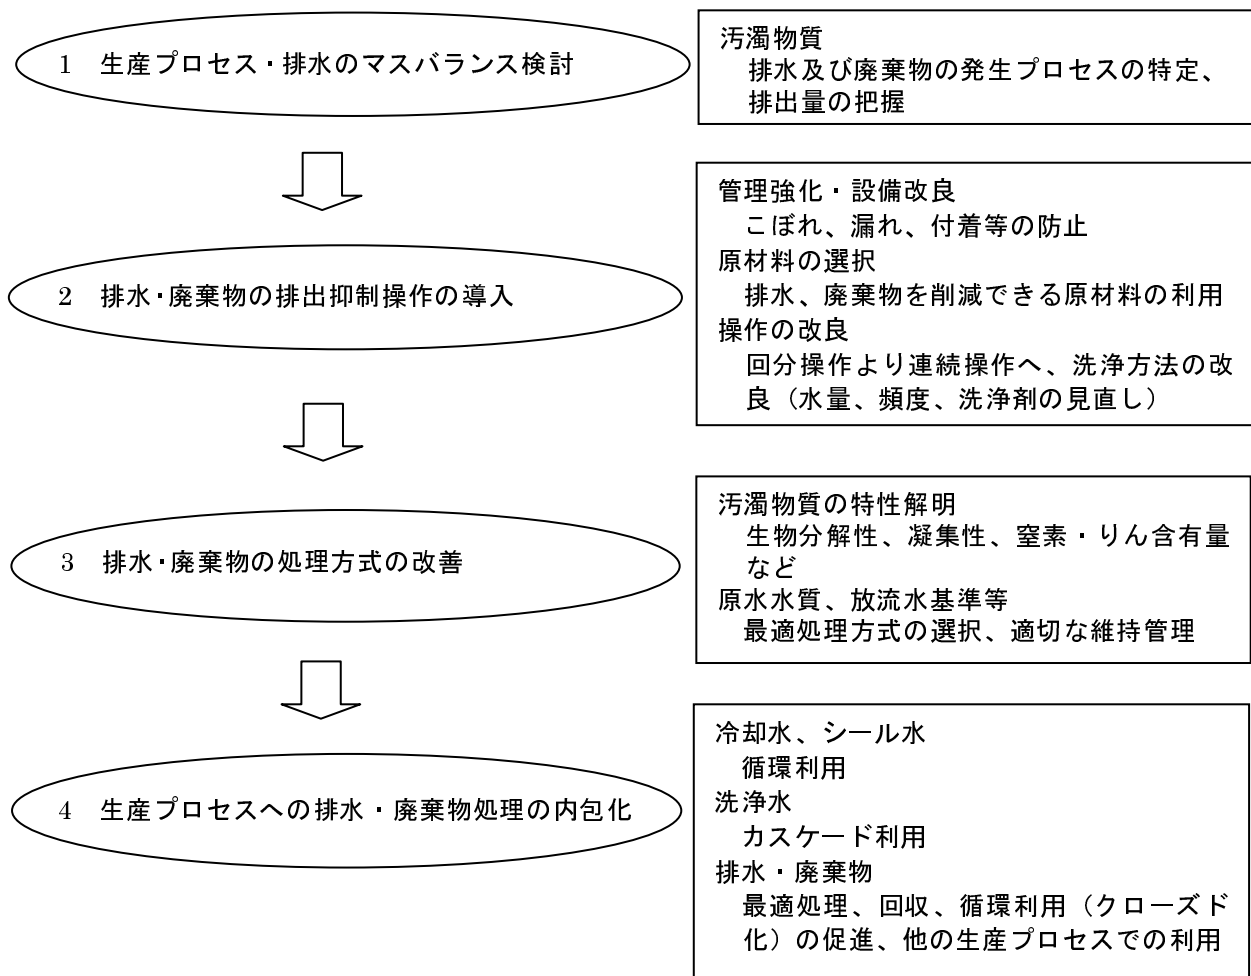 1 生産プロセス・排水のマスバランス検討
汚濁物質
排水及び廃棄物の発生プロセスの特定、
排出量の把握
2 排水・廃棄物の排出抑制操作の導入
管理強化・設備改良
こぼれ、漏れ、付着等の防止
原材料の選択
排水、廃棄物を削減できる原材料の利用
操作の改良
回分操作より連続操作へ、洗浄方法の改
良（水量、頻度、洗浄剤の見直し）
3 排水・廃棄物の処理方式の改善
汚濁物質の特性解明
生物分解性、凝集性、窒素・りん含有量
など
原水水質、放流水基準等
最適処理方式の選択、適切な維持管理
4 生産プロセスへの排水・廃棄物処理の内包化
冷却水、シール水
循環利用
洗浄水
カスケード利用
排水・廃棄物
最適処理、回収、循環利用（クローズド
化）の促進、他の生産プロセスでの利用